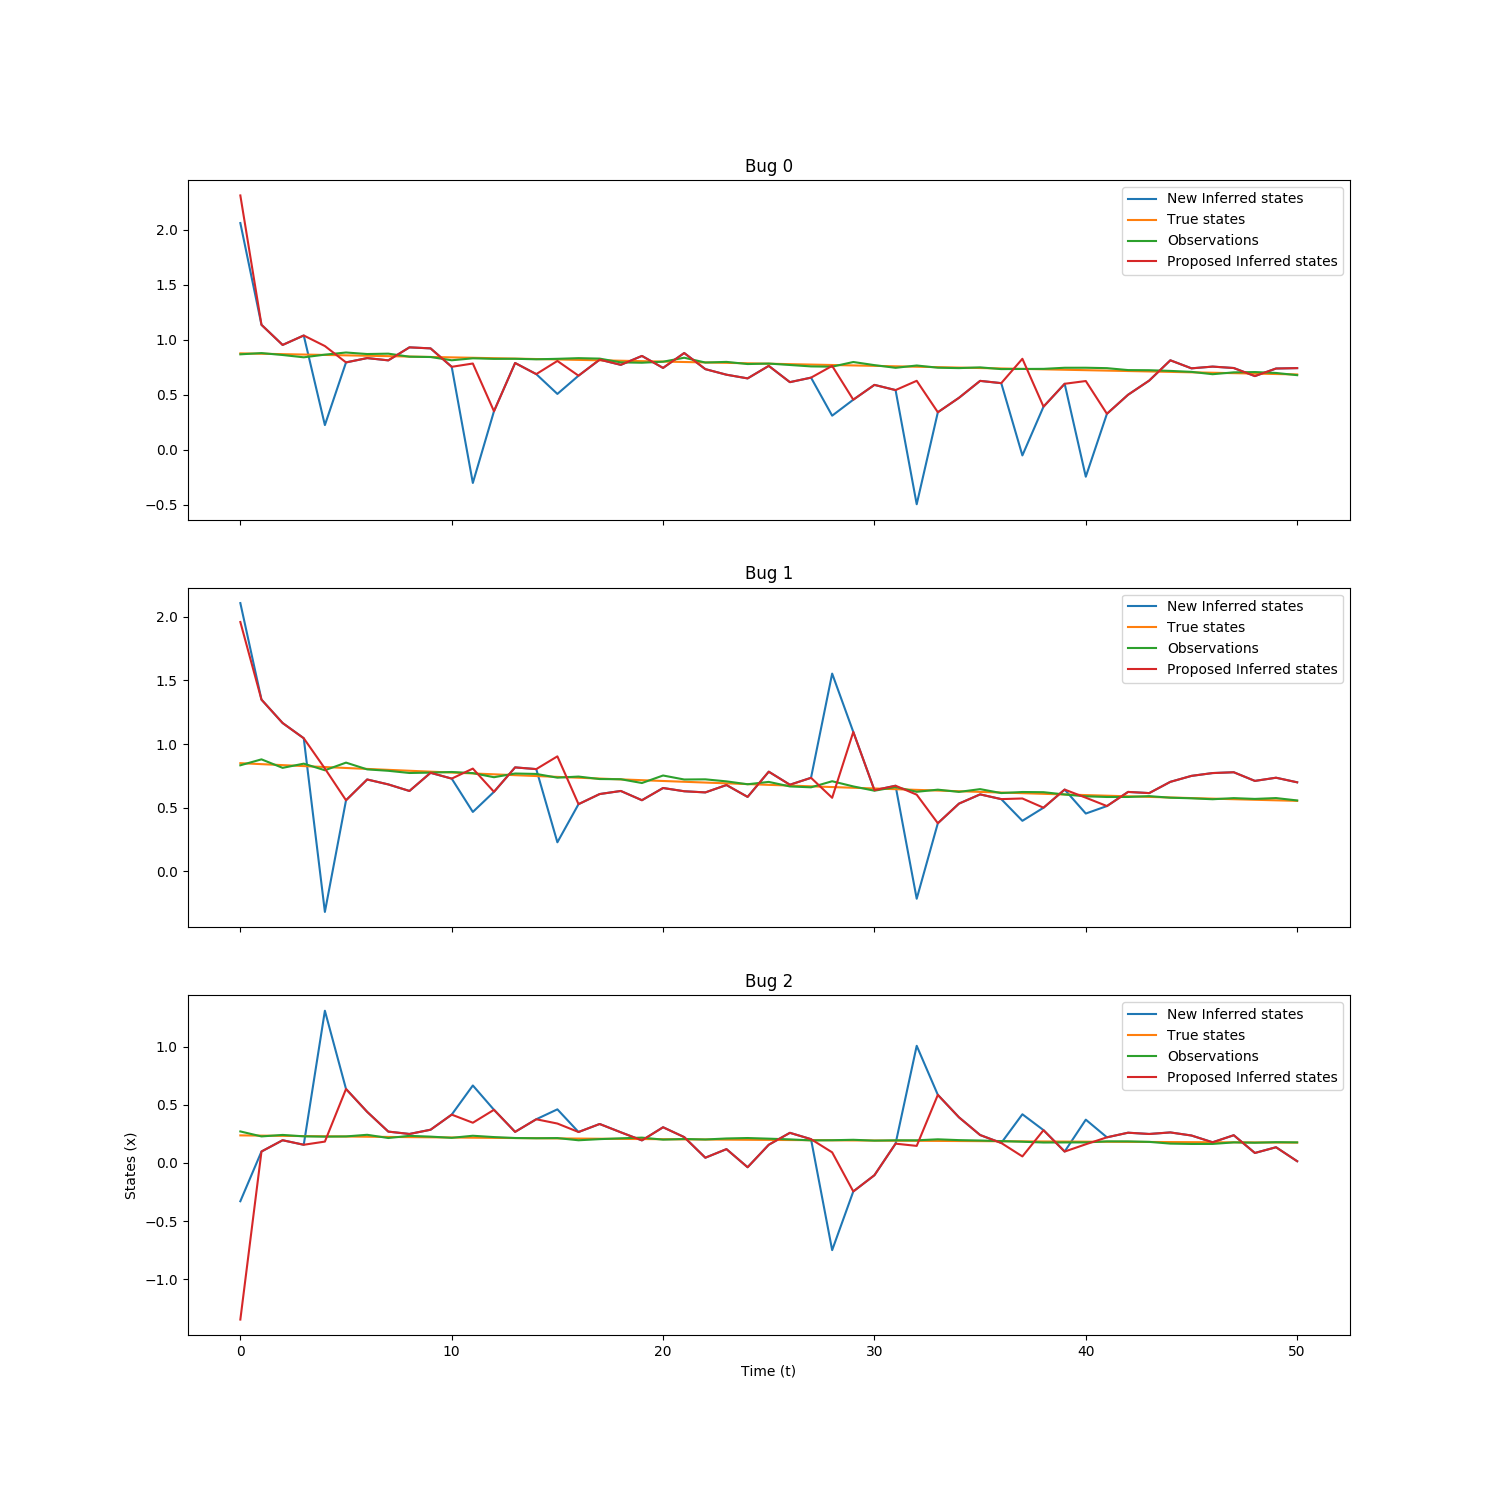 Bug 0
New Inferred states
True states
Observations
Proposed Inferred states
2.0
1.5
1.0
0.5
0.0
−0.5
Bug 1
New Inferred states
True states
Observations
Proposed Inferred states
2.0
1.5
1.0
0.5
0.0
Bug 2
New Inferred states
True states
Observations
Proposed Inferred states
1.0
0.5
0.0
−0.5
−1.0
States (x)
0 10 20 30 40 50
Time (t)